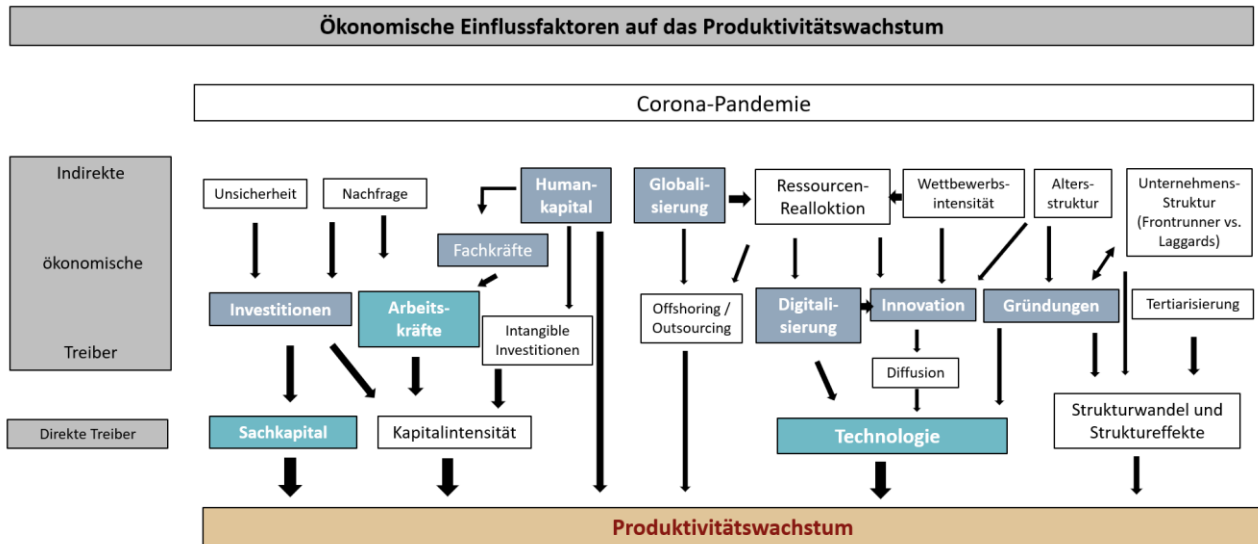 Ökonomische Einflussfaktoren auf das Produktivitätswachstum
Corona-Pandemie
Indirekte
ökonomische
Treiber
Unsicherheit
Nachfrage
Human-
kapital
Globali-
sierung
Ressourcen-
Realloktion
Wettbewerbs-
intensität
Alters-
struktur
Unternehmens-
Struktur
(Frontrunner vs.
Laggards)
Fachkräfte
Investitionen
Arbeits-
kräfte
Intangible
Investitionen
Offshoring /
Outsourcing
Digitali-
sierung
Innovation
Gründungen
Tertiarisierung
Diffusion
Direkte Treiber
Sachkapital
Kapitalintensität
Technologie
Strukturwandel und
Struktureffekte
Produktivitätswachstum